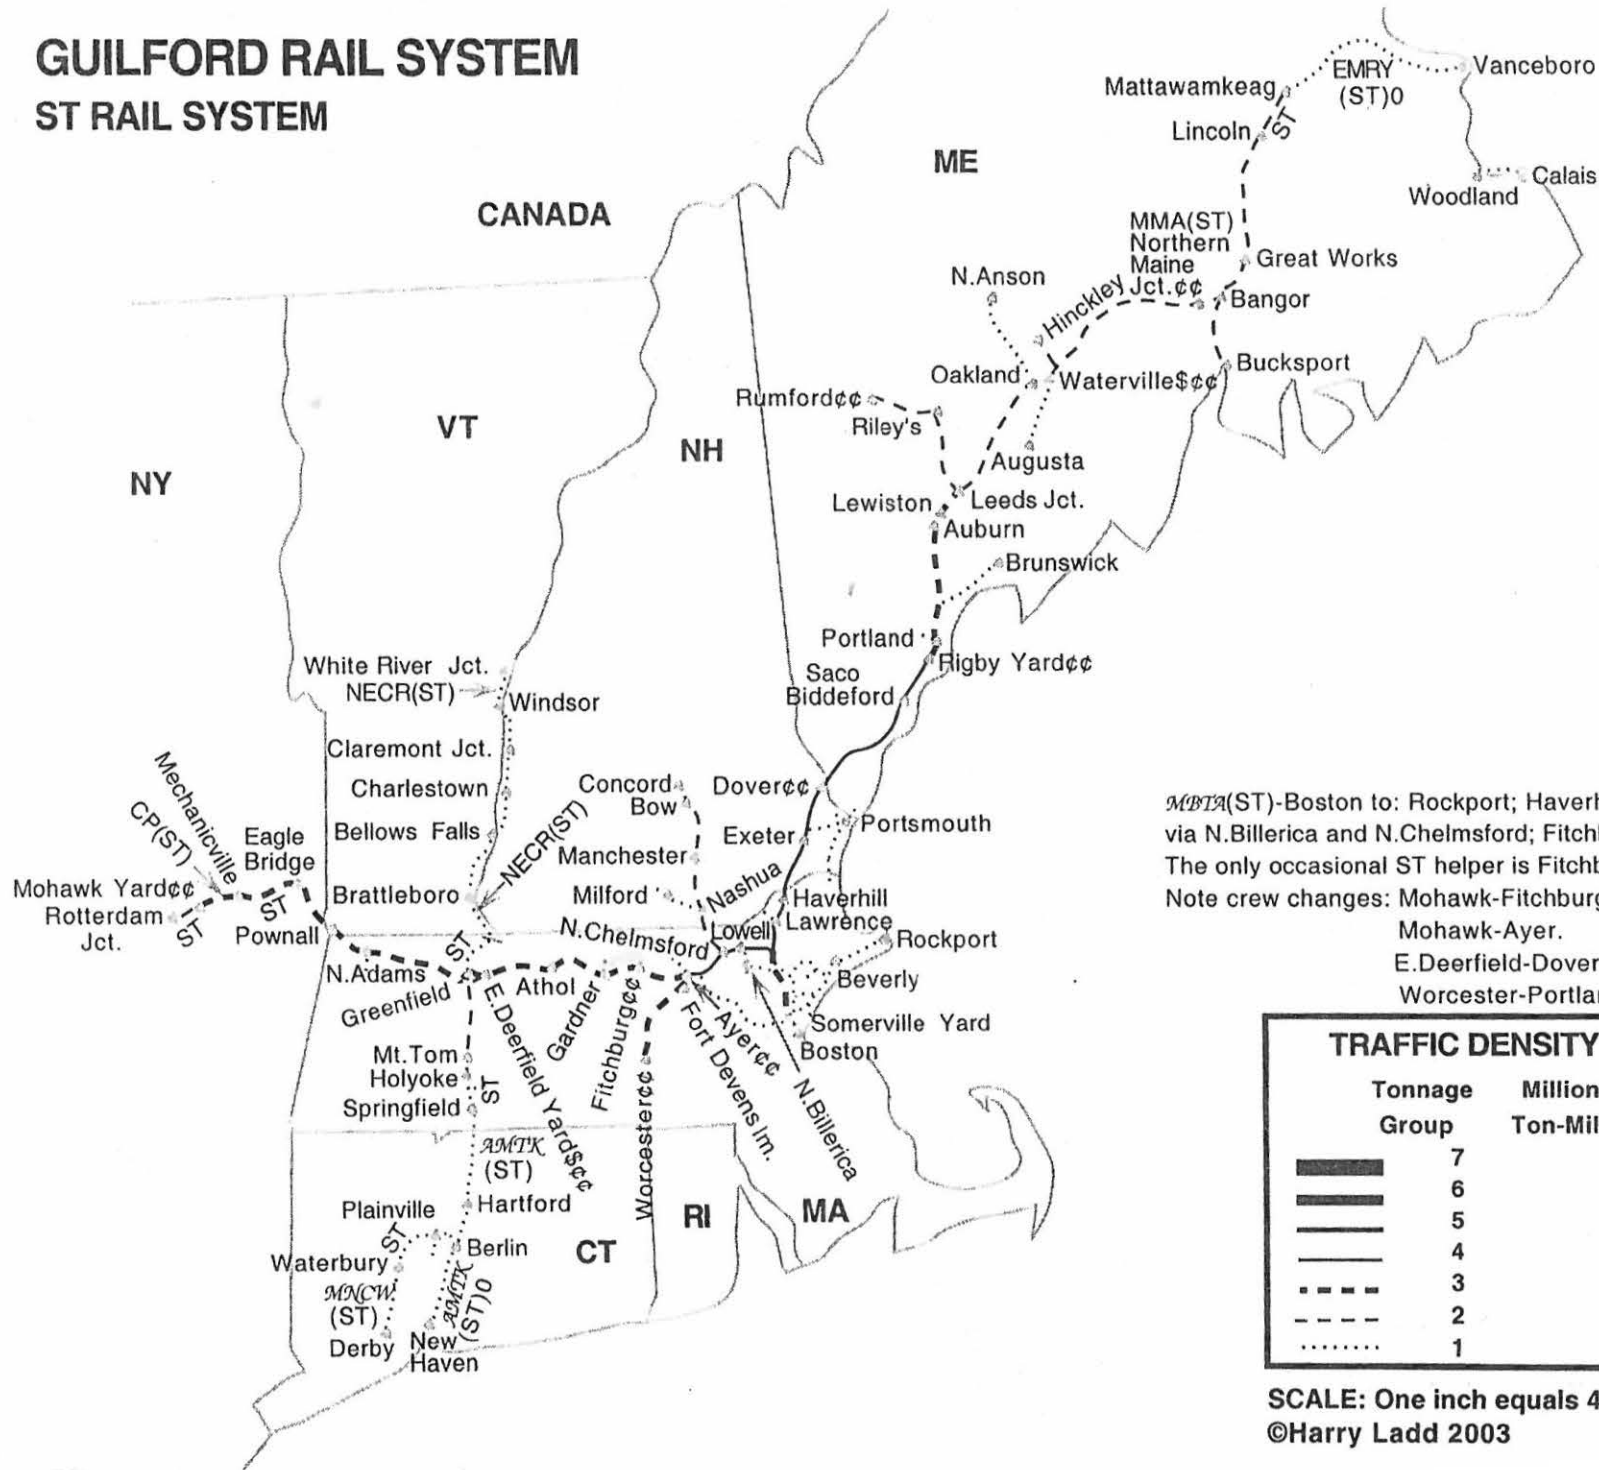 GUILFORD RAIL SYSTEM
ST RAIL SYSTEM
CANADA
ME
VT
NH
NY
Mattawamkeag
EMRY
(ST)0
Vanceboro
Lincoln
ST
Woodland
Calais
MMA(ST)
Northern
Maine
Jct.¢¢
Great Works
Bangor
N.Anson
Hinckley
Bucksport
Oakland
Waterville$¢¢
Rumford¢¢
Riley's
Augusta
Lewiston
Leeds Jct.
Auburn
Brunswick
Portland
Rigby Yard¢¢
Saco
Biddeford
White River Jct.
NECR(ST)
Windsor
Claremont Jct.
Charlestown
Bellows Falls
NECR(ST)
Brattleboro
Concord
Bow
Dover¢¢
Exeter
Portsmouth
Manchester
Milford
Nashua
Haverhill
Lawrence
Lowell
N.Chelmsford
Rockport
Beverly
Somerville Yard
Boston
Mechanicville
CP(ST)
Eagle
Bridge
Mohawk Yard¢¢
Rotterdam
Jct.
ST
ST
Pownall
N.Adams
ST
Greenfield
Athol
Gardner
Fitchburg¢¢
E.Deerfield Yard$¢¢
Ayer¢¢
Fort Devens Im.
N.Billerica
Worcester¢¢
Mt.Tom
Holyoke
ST
Springfield
AMTK
(ST)
Hartford
Plainville
ST
Berlin
Waterbury
MNCW
(ST)
AMTK
(ST)0
Derby
New
Haven
CT
RI
MA
MBTA(ST)-Boston to: Rockport; Haverh
via N.Billerica and N.Chelmsford; Fitchl
The only occasional ST helper is Fitchb
Note crew changes: Mohawk-Fitchburg
Mohawk-Ayer.
E.Deerfield-Dover
Worcester-Portlan
TRAFFIC DENSITY
Tonnage Million
Group Ton-Mil
7
6
5
4
3
2
1
SCALE: One inch equals 4
©Harry Ladd 2003